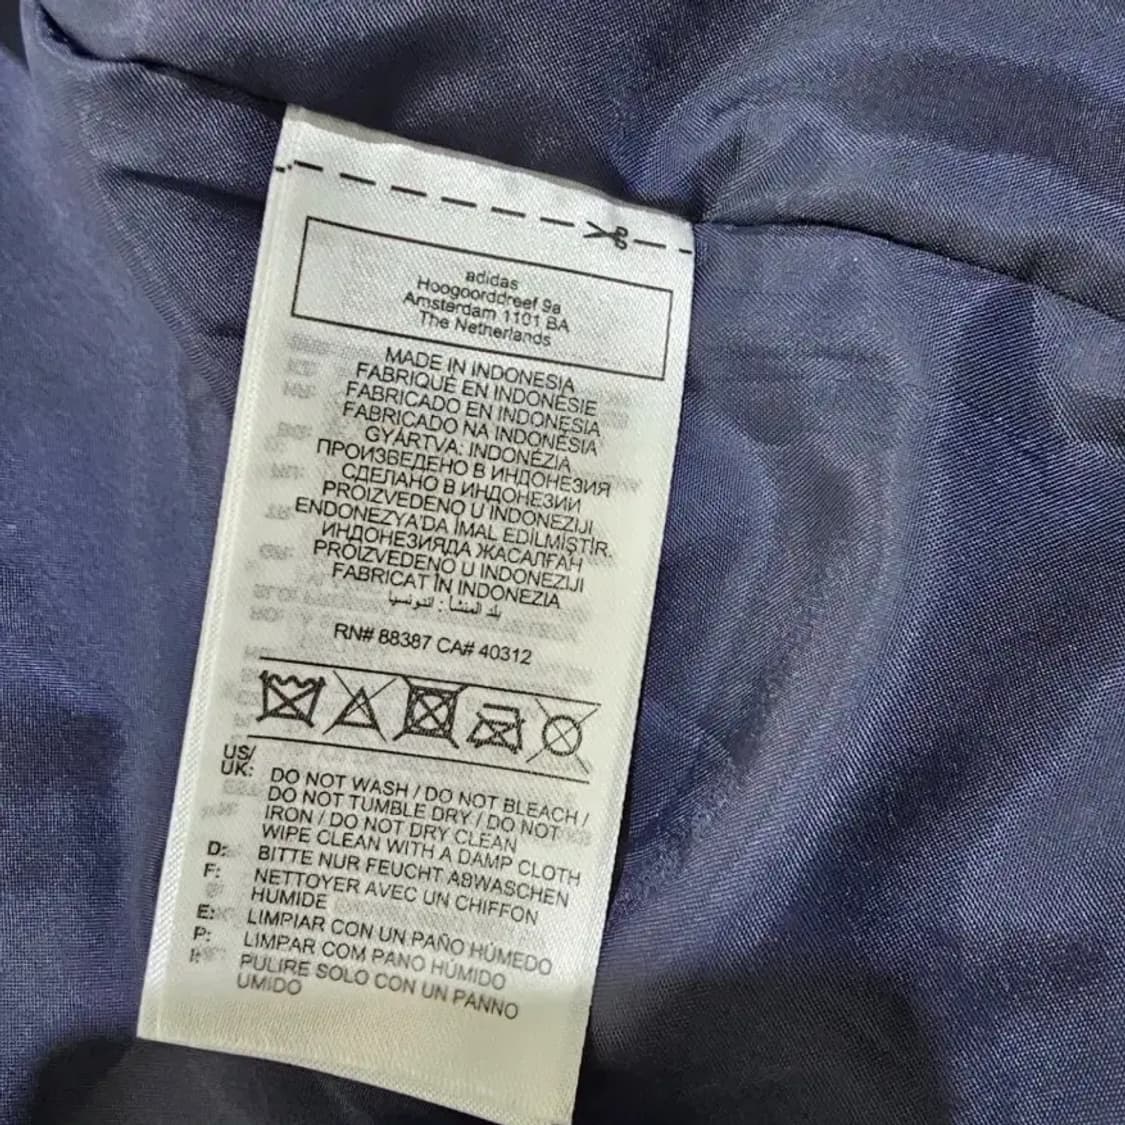 adidas
Hoogoorddreef 9a
Amsterdam 1101 BA
The Netherlands
MADE IN INDONESIA
FABRIQUÉ EN INDONÉSIE
FABRICADO EN INDONESIA
FABRICADO NA INDONÉSIA
GYÁRTVA: INDONÉZIA
ПРОИЗВЕДЕНО В ИНДОНЕЗИЯ
СДЕЛАНО В ИНДОНЕЗИИ
PROIZVEDENO U INDONEZIJI
ENDONEZYA'DA İMAL EDİLMİŞTİR.
ИНДОНЕЗИЯДА ЖАСАЛҒАН
PROIZVEDENO U INDONEZIJI
FABRICAT ÎN INDONEZIA
بلد المنشأ : اندونسيا
RN# 88387 CA# 40312
US/
UK: DO NOT WASH / DO NOT BLEACH /
DO NOT TUMBLE DRY / DO NOT
IRON / DO NOT DRY CLEAN
WIPE CLEAN WITH A DAMP CLOTH
D: BITTE NUR FEUCHT ABWASCHEN
F: NETTOYER AVEC UN CHIFFON
HUMIDE
E: LIMPIAR CON UN PAÑO HÚMEDO
P: LIMPAR COM PANO HÚMIDO
I: PULIRE SOLO CON UN PANNO
UMIDO